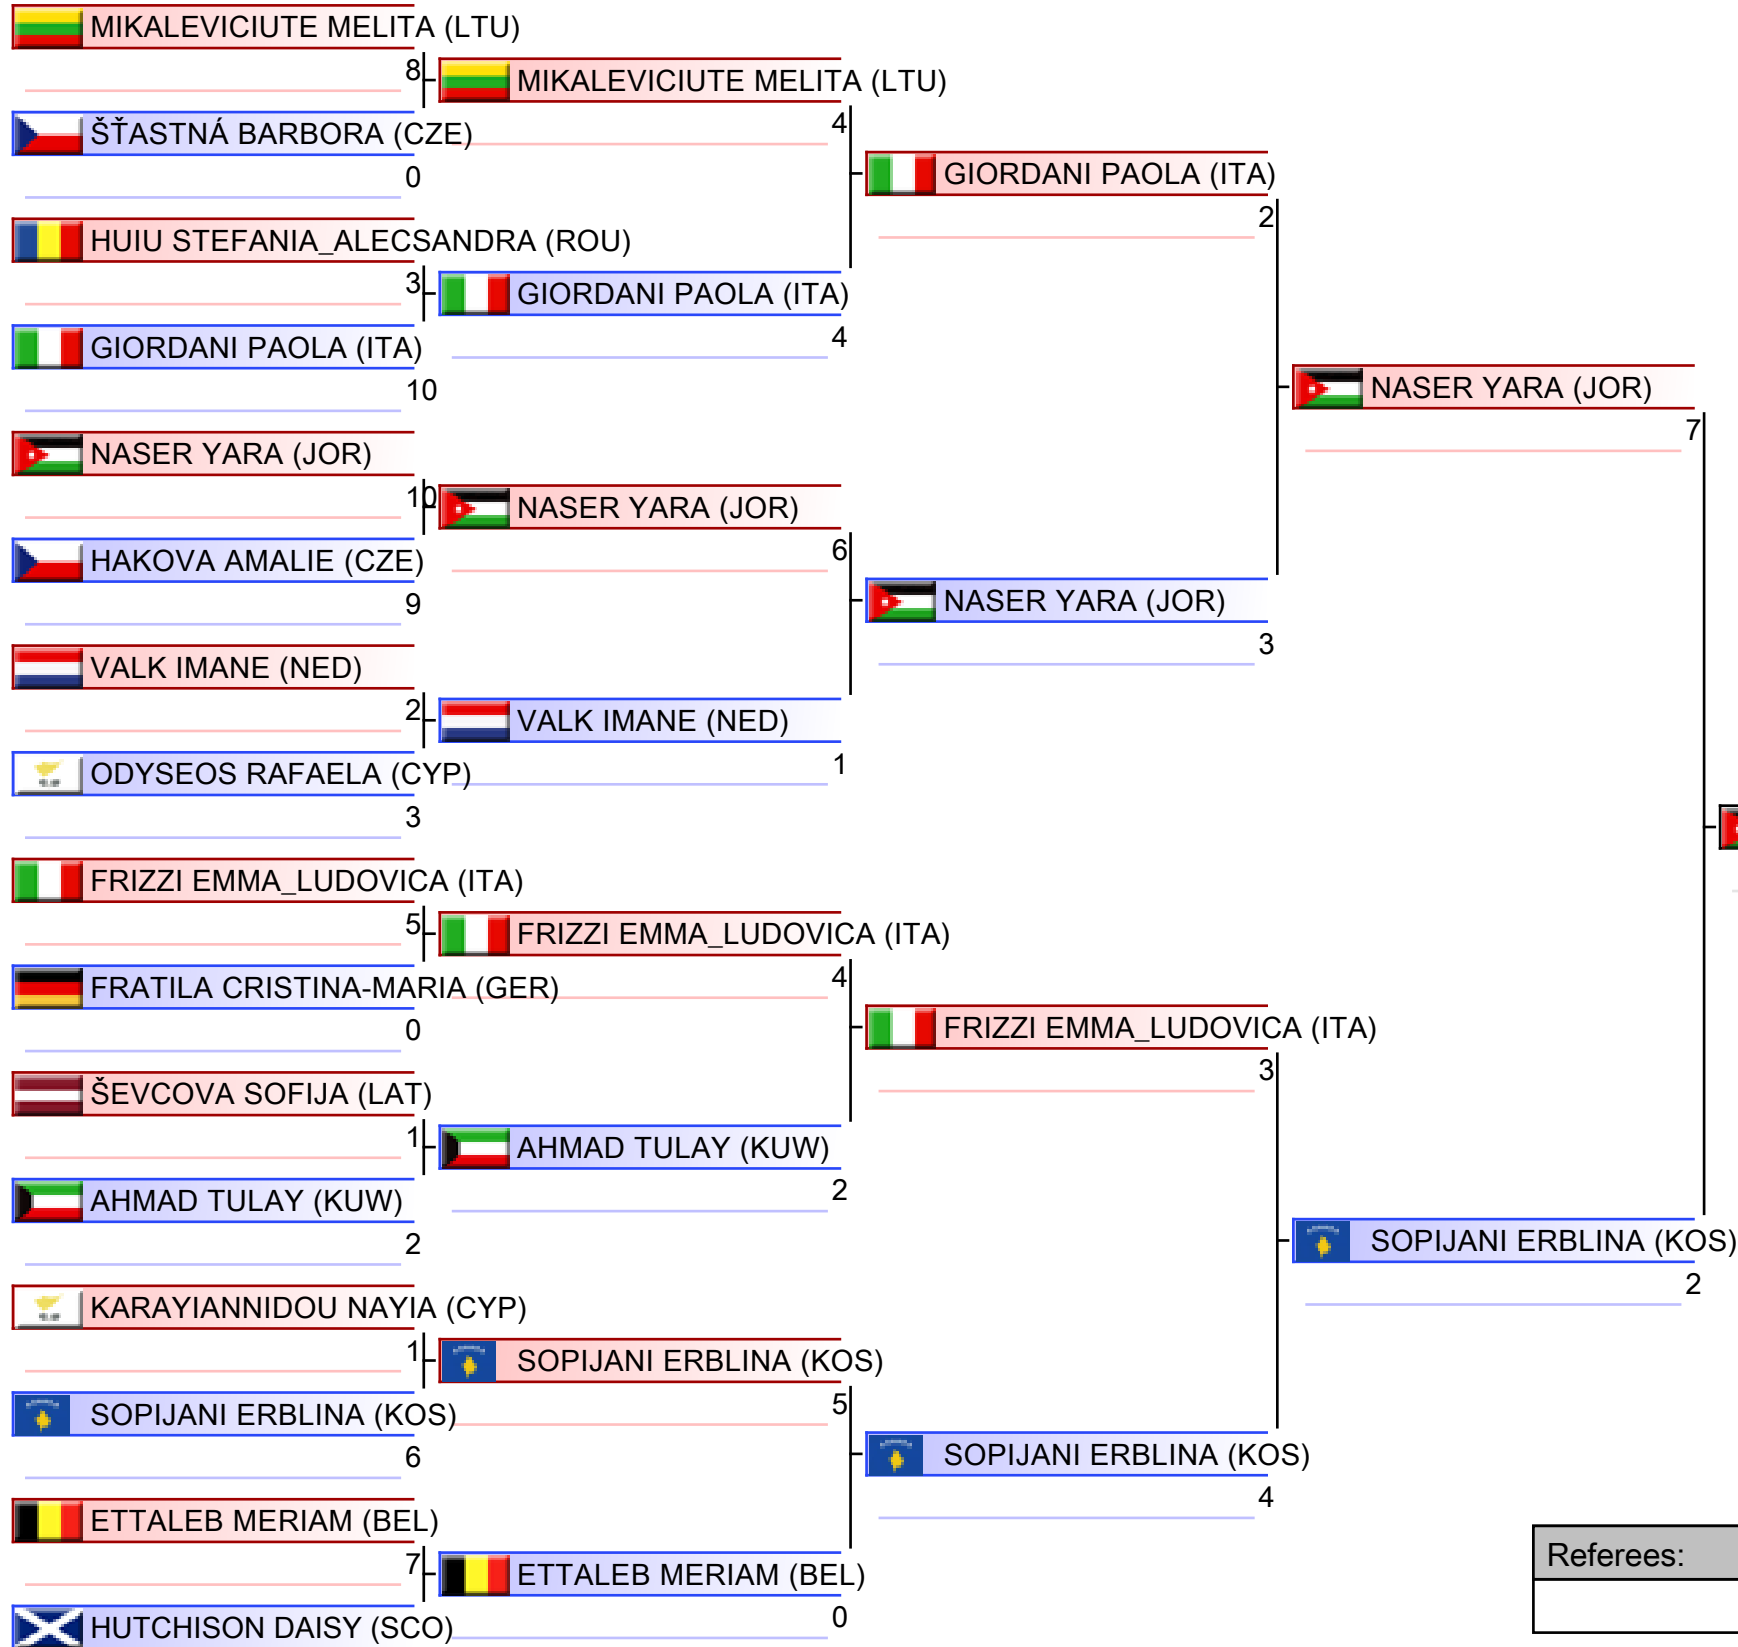 MIKALEVICIUTE MELITA (LTU)
8
ŠŤASTNÁ BARBORA (CZE)
0
HUIU STEFANIA_ALECSANDRA (ROU)
3
GIORDANI PAOLA (ITA)
10
NASER YARA (JOR)
10
HAKOVA AMALIE (CZE)
9
VALK IMANE (NED)
2
ODYSEOS RAFAELA (CYP)
3
FRIZZI EMMA_LUDOVICA (ITA)
5
FRATILA CRISTINA-MARIA (GER)
0
ŠEVCOVA SOFIJA (LAT)
1
AHMAD TULAY (KUW)
2
KARAYIANNIDOU NAYIA (CYP)
1
SOPIJANI ERBLINA (KOS)
6
ETTALEB MERIAM (BEL)
7
HUTCHISON DAISY (SCO)
MIKALEVICIUTE MELITA (LTU)
4
GIORDANI PAOLA (ITA)
4
NASER YARA (JOR)
6
VALK IMANE (NED)
1
FRIZZI EMMA_LUDOVICA (ITA)
4
AHMAD TULAY (KUW)
2
SOPIJANI ERBLINA (KOS)
5
ETTALEB MERIAM (BEL)
0
GIORDANI PAOLA (ITA)
2
NASER YARA (JOR)
3
FRIZZI EMMA_LUDOVICA (ITA)
3
SOPIJANI ERBLINA (KOS)
4
NASER YARA (JOR)
7
SOPIJANI ERBLINA (KOS)
2
Referees: